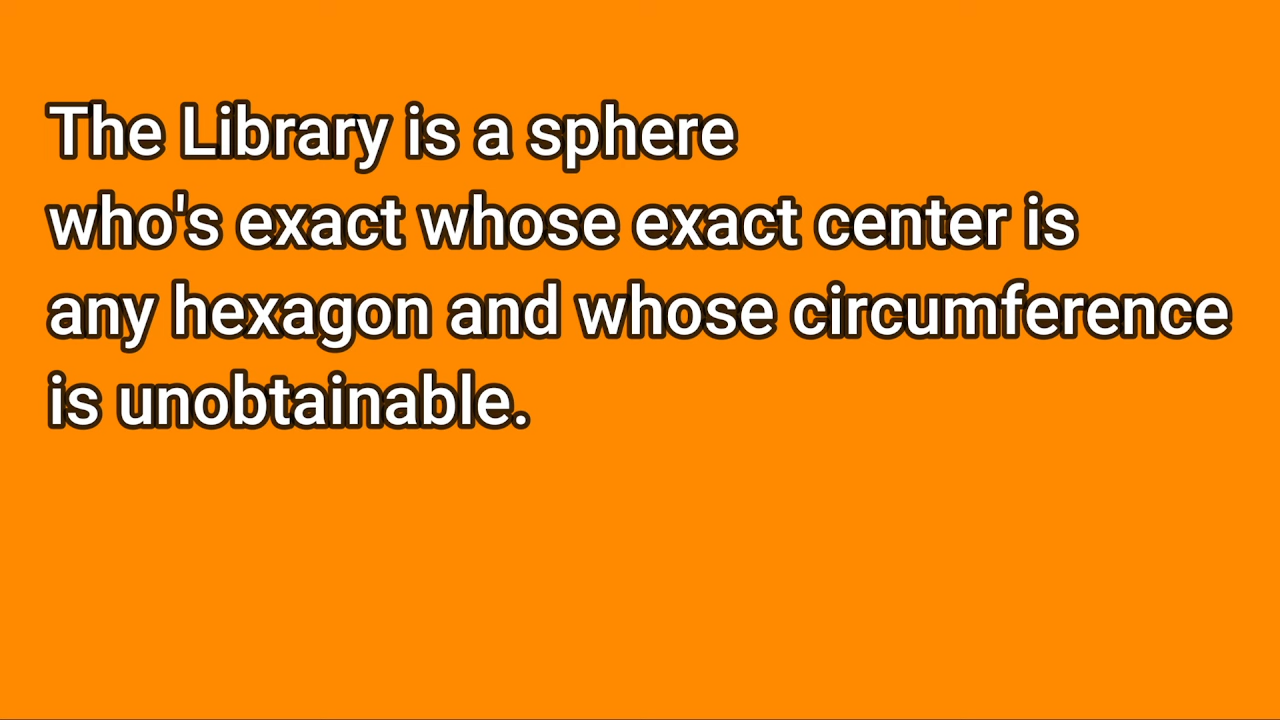 The Library is a sphere
who's exact whose exact center is
any hexagon and whose circumference
is unobtainable.